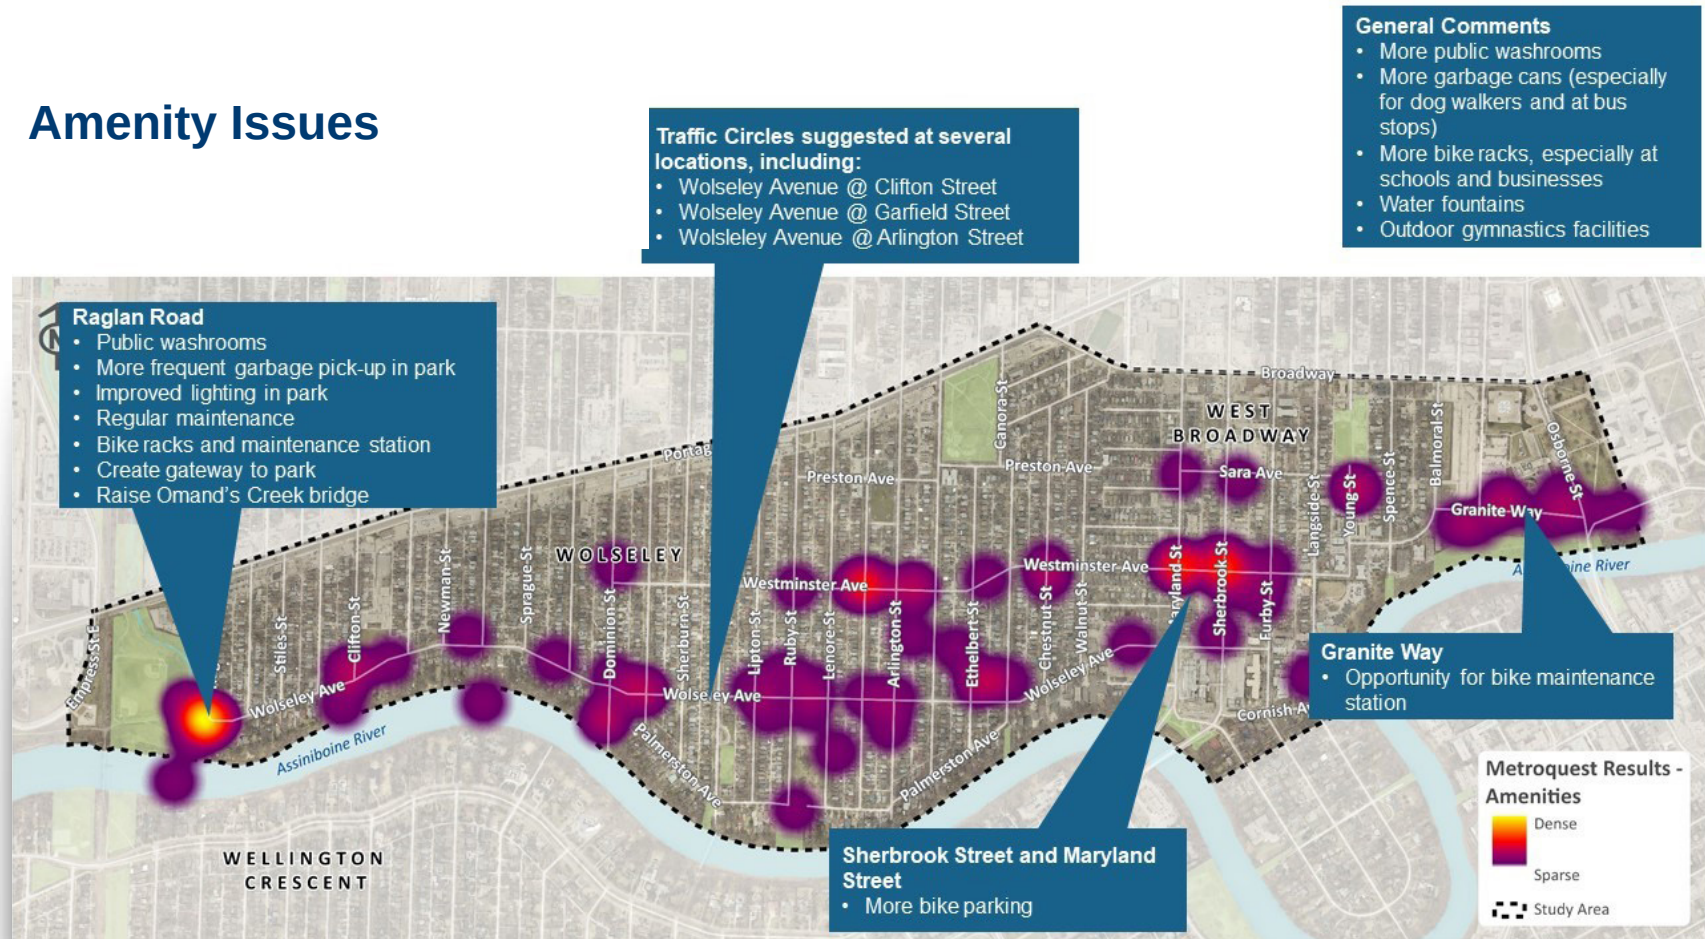 Amenity Issues
General Comments
• More public washrooms
• More garbage cans (especially
for dog walkers and at bus
stops)
• More bike racks, especially at
schools and businesses
• Water fountains
• Outdoor gymnastics facilities
Traffic Circles suggested at several
locations, including:
• Wolseley Avenue @ Clifton Street
• Wolseley Avenue @ Garfield Street
• Wolsleley Avenue @ Arlington Street
Raglan Road
• Public washrooms
• More frequent garbage pick-up in park
• Improved lighting in park
• Regular maintenance
• Bike racks and maintenance station
• Create gateway to park
• Raise Omand's Creek bridge
Broadway
WEST
BROADWAY
Canora-St
Preston Ave
Preston-Ave
Sara Ave
Balmoral-St
Osborne St
Langside-St
Young-St
Spence-St
Granite-Way
WOLSELEY
Westminster Ave
Westminster Ave
Assiniboine River
Empress St E
Stiles-St
Clifton-St
Newman-St
Sprague-St
Dominion-St
Sherburn-St
Lipton-St
Ruby-St
Lenore-St
Arlington-St
Ethelbert-St
Chestnut-St
Walnut-St
Sherbrook-St
Furby St
Wolseley Ave
Wolseley Ave
Palmerston-Ave
Palmerston Ave
Cornish
Granite Way
• Opportunity for bike maintenance
station
Sherbrook Street and Maryland
Street
• More bike parking
WELLINGTON
CRESCENT
Metroquest Results -
Amenities
Dense
Sparse
Study Area